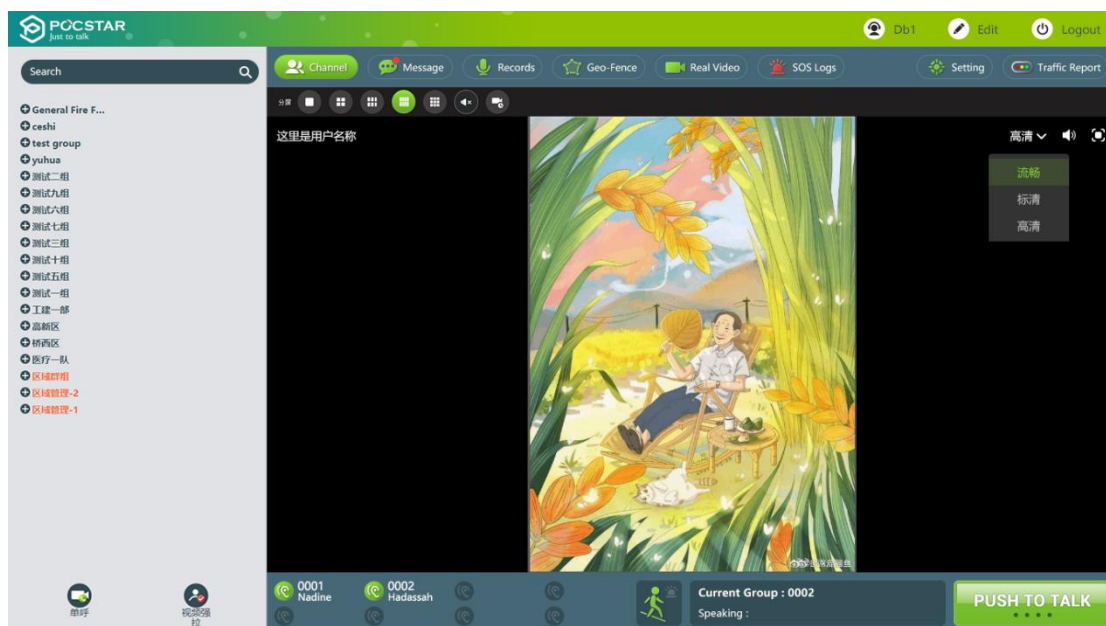 POCSTAR
Just to talk
Db1
Edit
Logout
Search
Channel
Message
Records
Geo-Fence
Real Video
SOS Logs
Setting
Traffic Report
分屏
General Fire F...
ceshi
test group
yuhua
测试二组
测试九组
测试六组
测试七组
测试三组
测试十组
测试五组
测试一组
工建一部
高新区
桥西区
医疗一队
区域群组
区域管理-2
区域管理-1
单呼
视频强
拉
这里是用户名称
高清
流畅
标清
高清
0001
Nadine
0002
Hadassah
Current Group : 0002
Speaking :
PUSH TO TALK